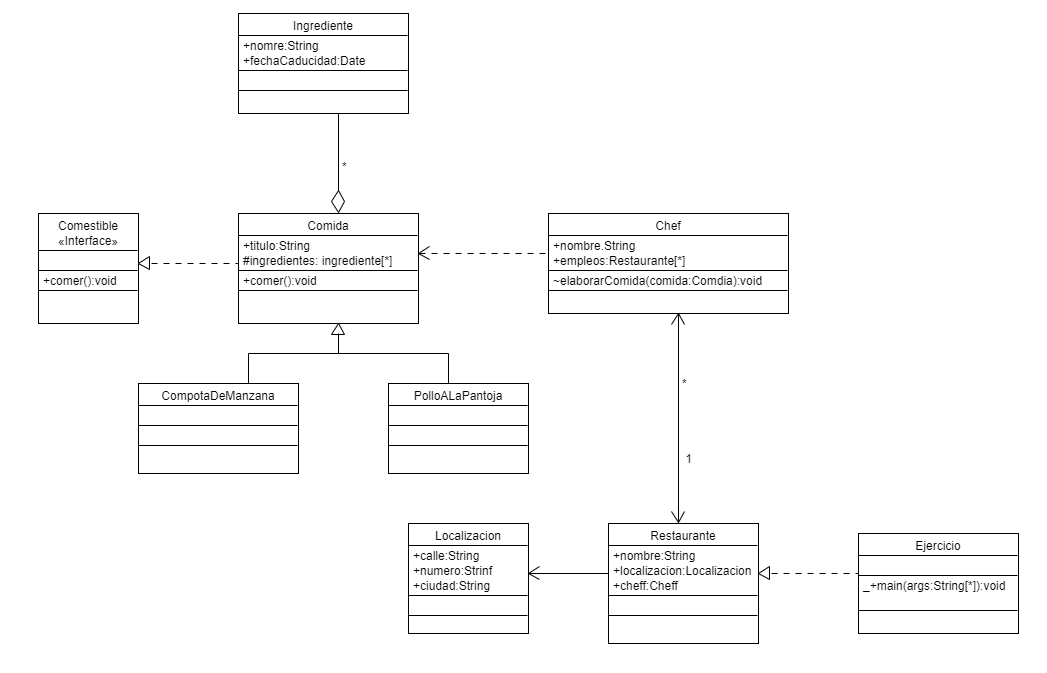 Ingrediente
+nomre:String
+fechaCaducidad:Date
*
Comestible
«Interface»
+comer():void
Comida
+titulo:String
#ingredientes: ingrediente[*]
+comer():void
Chef
+nombre.String
+empleos:Restaurante[*]
~elaborarComida(comida:Comdia):void
CompotaDeManzana
PolloALaPantoja
*
1
Localizacion
+calle:String
+numero:Strinf
+ciudad:String
Restaurante
+nombre:String
+localizacion:Localizacion
+cheff:Cheff
Ejercicio
_+main(args:String[*]):void